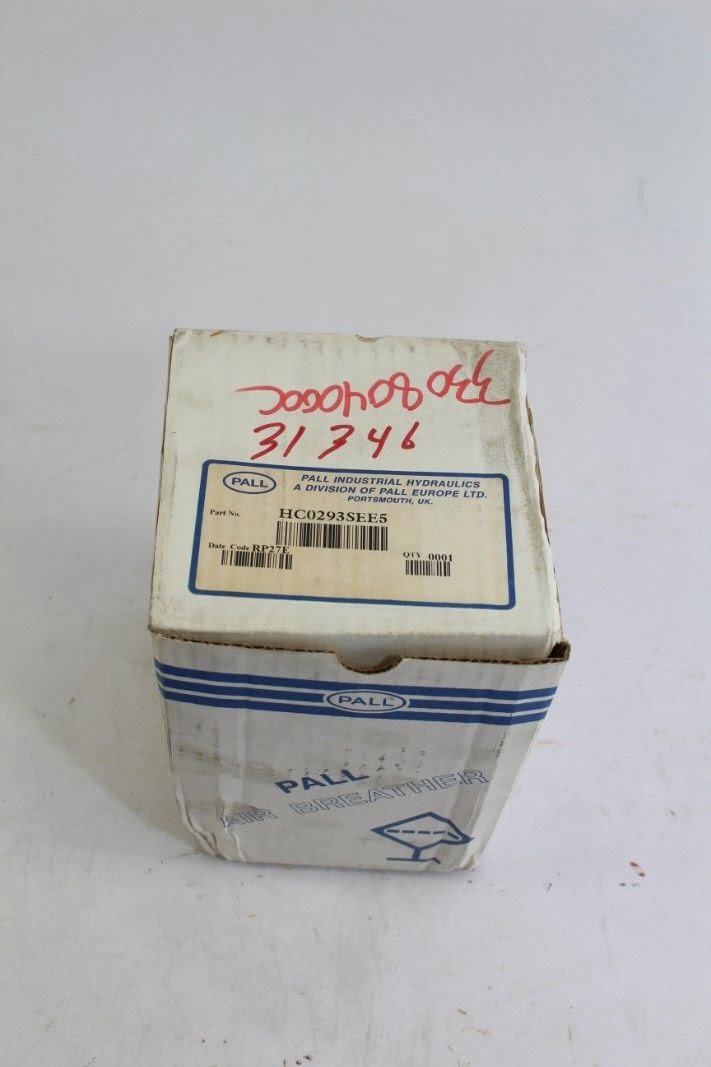 31346
PALL
PALL INDUSTRIAL HYDRAULICS
A DIVISION OF PALL EUROPE LTD.
PORTSMOUTH, UK.
Part No. HC0293SEE5
Date Code RP27E QTY 0001
PALL
PALL
AIR BREATHER